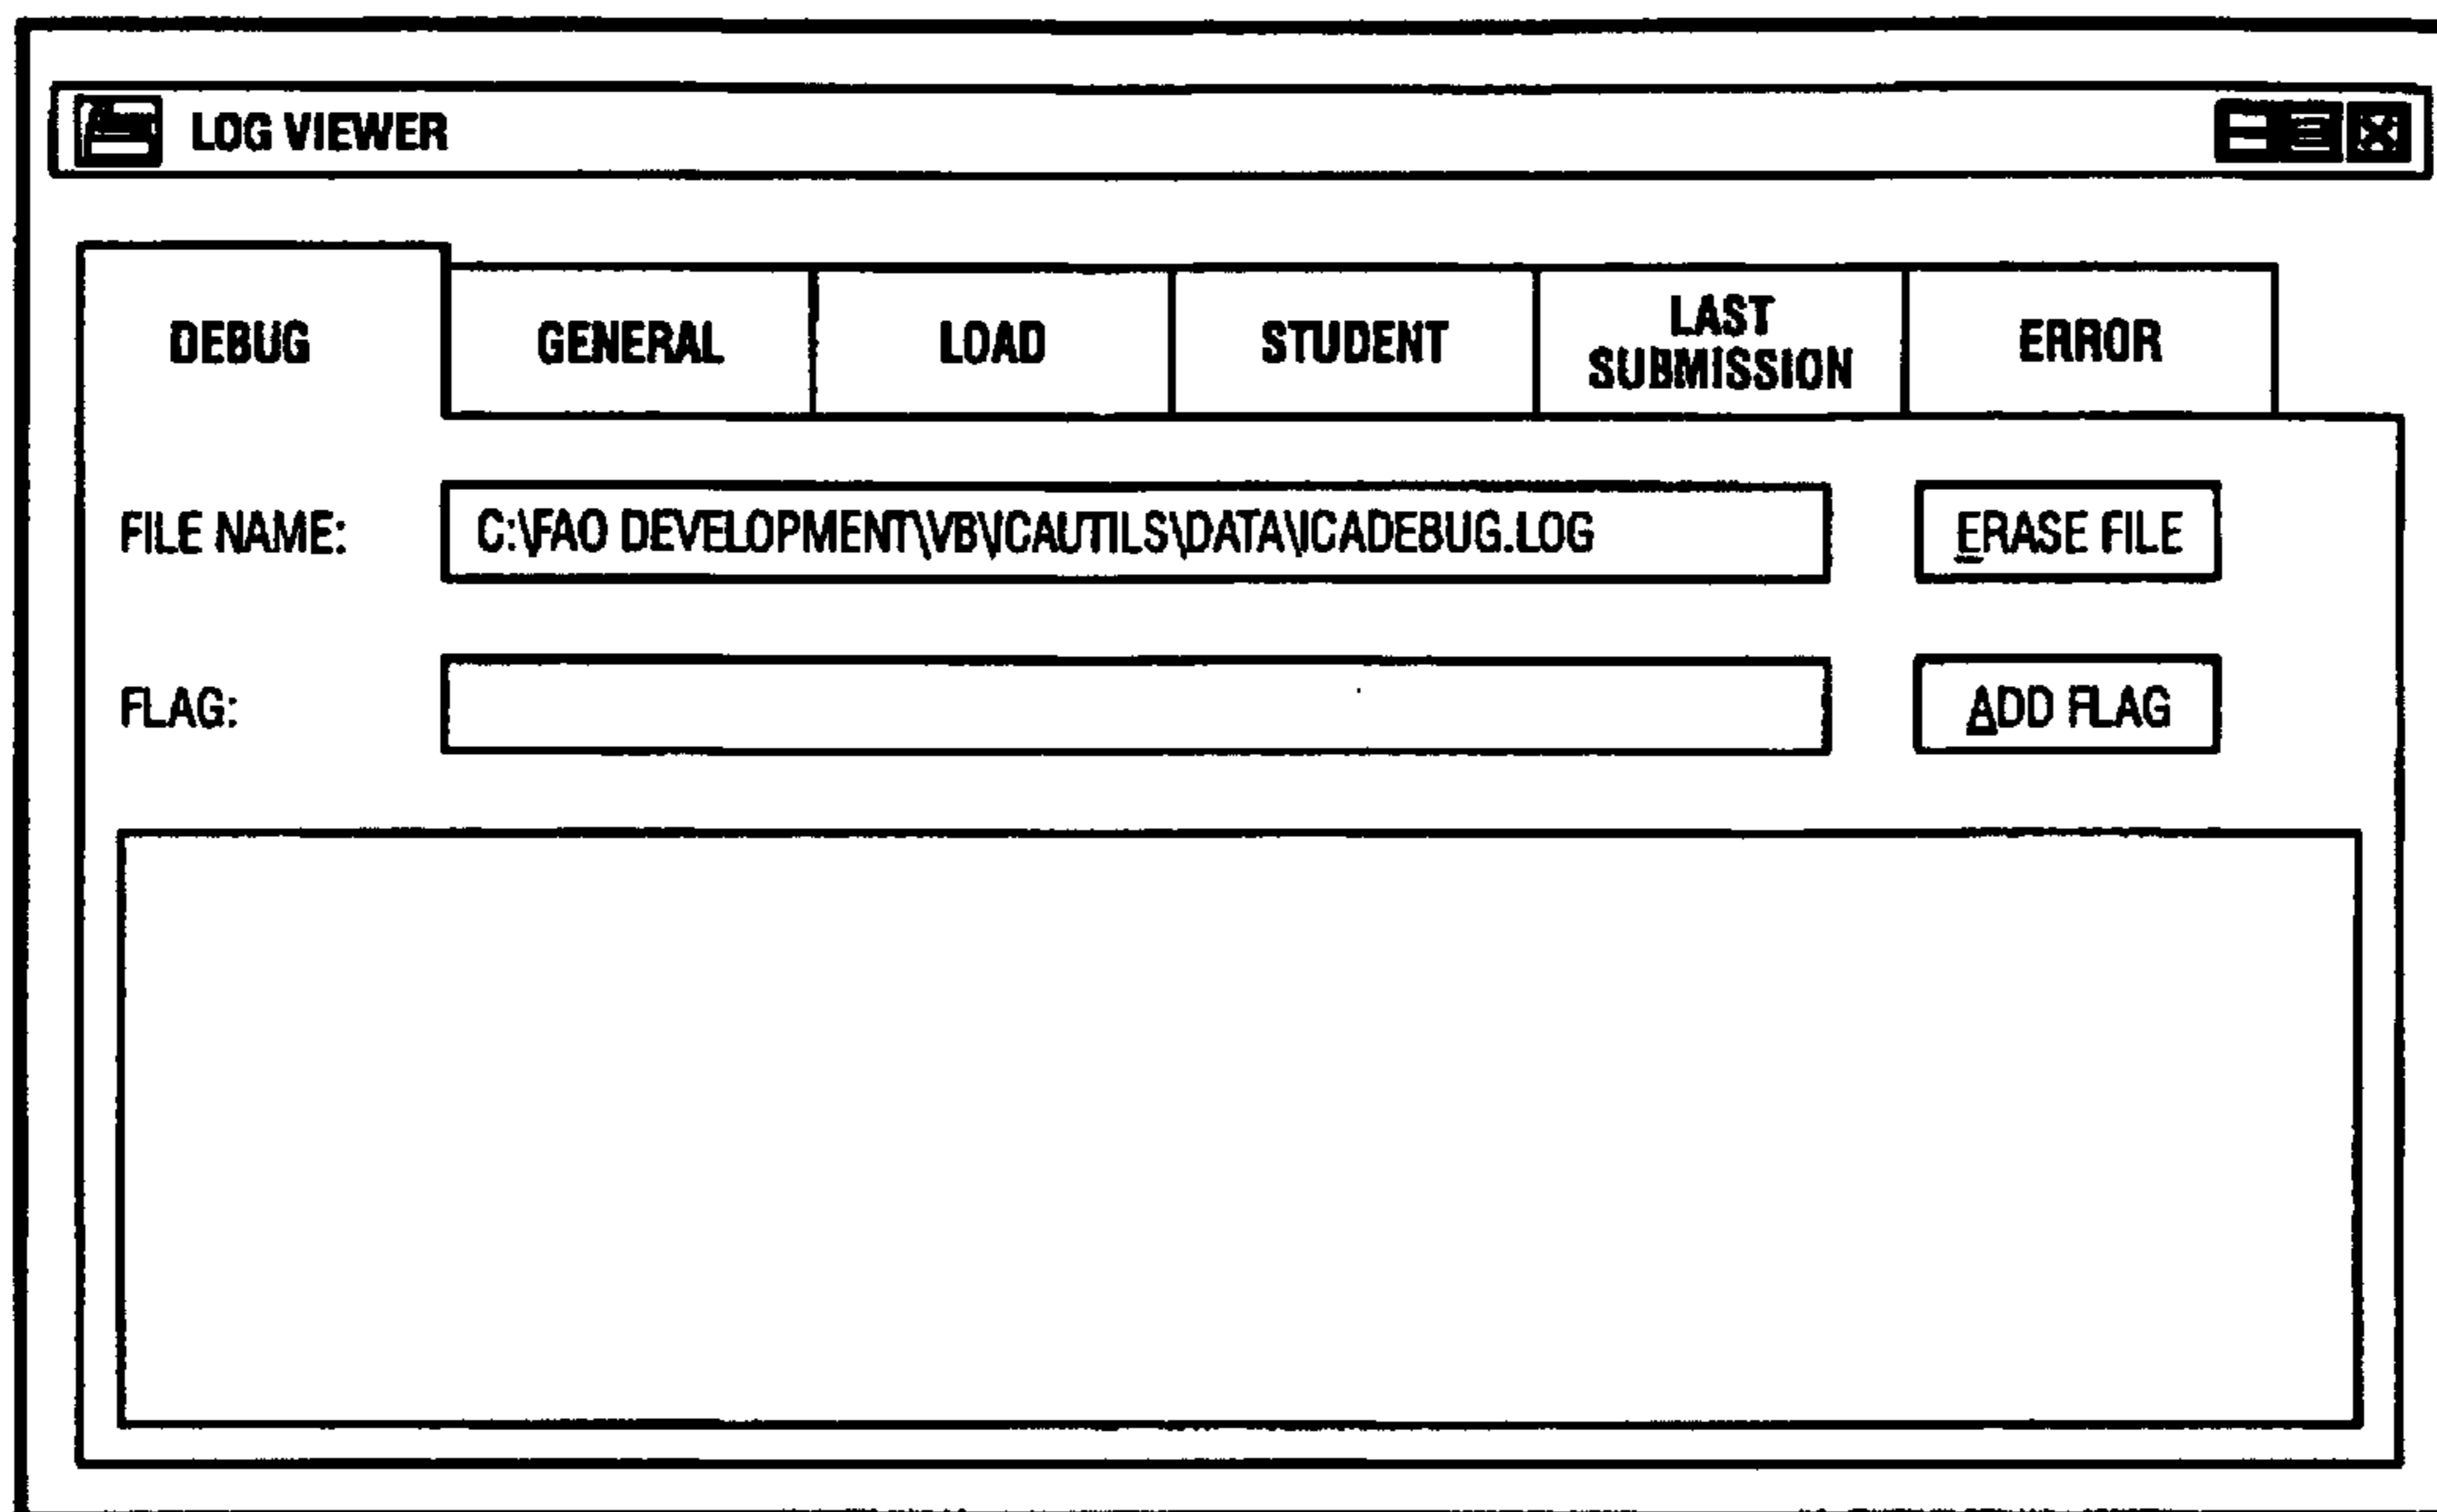 LOG VIEWER
DEBUG
GENERAL
LOAD
STUDENT
LAST
SUBMISSION
ERROR
FILE NAME:
C:\FAO DEVELOPMENT\VB\ICAUTILS\DATA\ICADEBUG.LOG
ERASE FILE
FLAG:
ADD FLAG